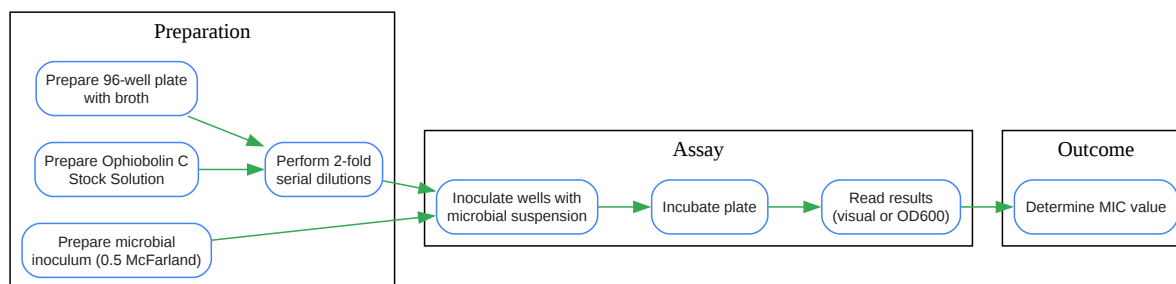 Preparation
Prepare 96-well plate
with broth
Prepare Ophiobolin C
Stock Solution
Perform 2-fold
serial dilutions
Prepare microbial
inoculum (0.5 McFarland)
Assay
Inoculate wells with
microbial suspension
Incubate plate
Read results
(visual or OD600)
Outcome
Determine MIC value